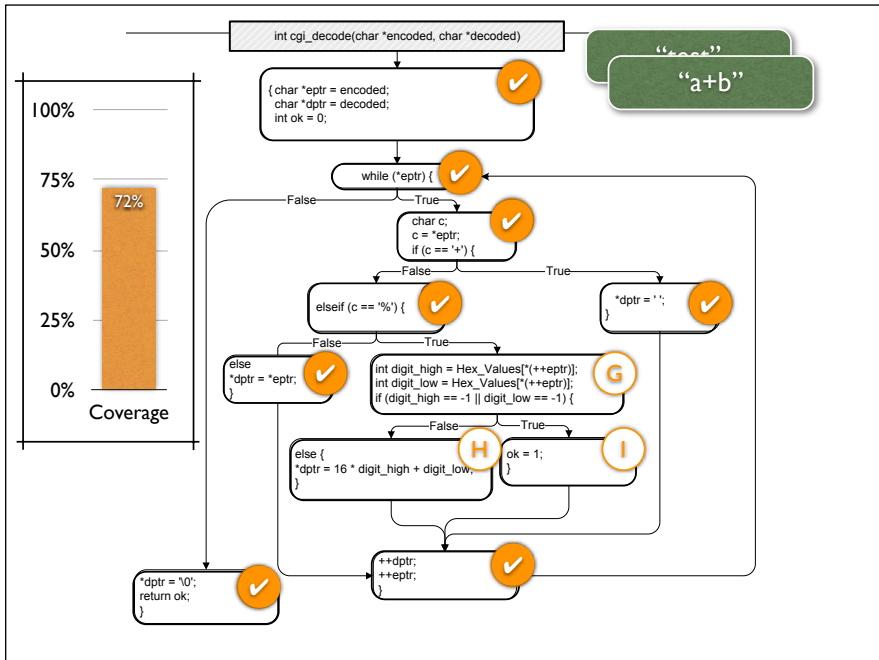 int cgi_decode(char *encoded, char *decoded)
“test”
“a+b”
{ char *eptr = encoded;
char *dptr = decoded;
int ok = 0;
100%
75%
72%
50%
25%
0%
Coverage
while (*eptr) {
False
True
char c;
c = *eptr;
if (c == '+') {
False
True
elseif (c == '%') {
*dptr = ' ';
}
False
True
else
*dptr = *eptr;
}
int digit_high = Hex_Values[*(++eptr)];
int digit_low = Hex_Values[*(++eptr)];
if (digit_high == -1 || digit_low == -1) {
G
False
True
else {
*dptr = 16 * digit_high + digit_low;
}
H
ok = 1;
}
I
++dptr;
++eptr;
}
*dptr = '\0';
return ok;
}